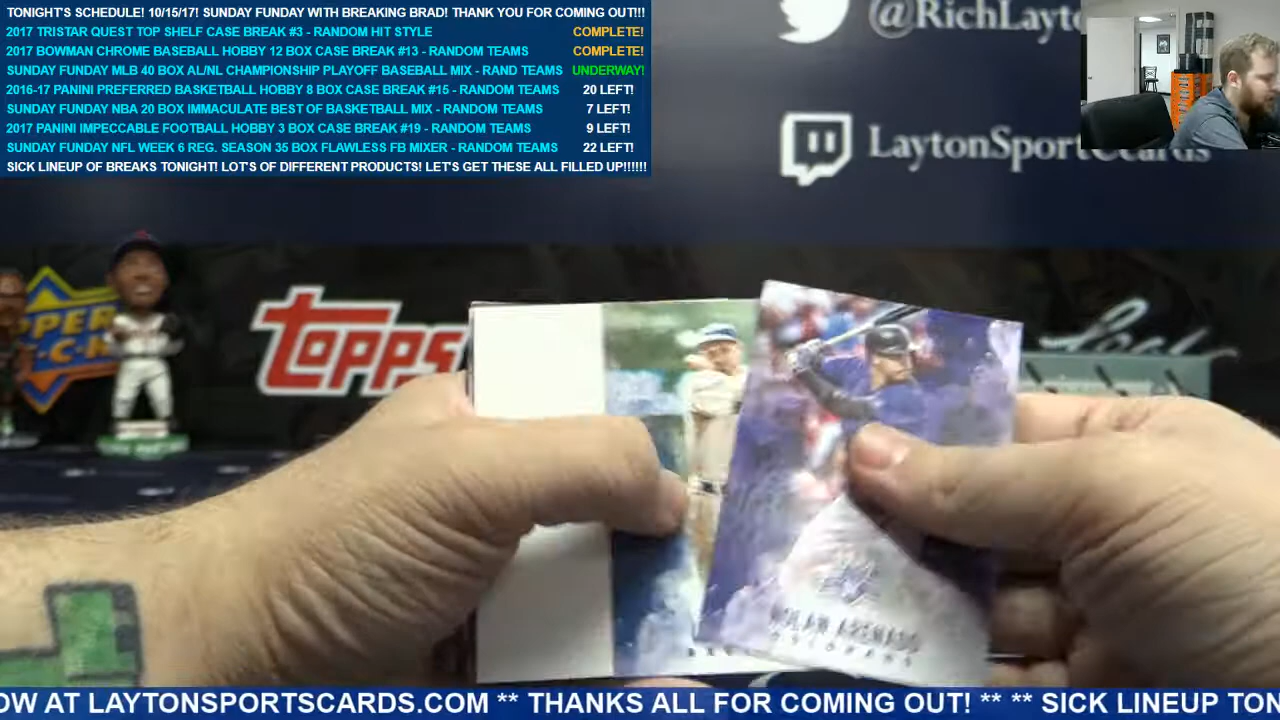 TONIGHT'S SCHEDULE! 10/15/17! SUNDAY FUNDAY WITH BREAKING BRAD! THANK YOU FOR COMING OUT!!!
2017 TRISTAR QUEST TOP SHELF CASE BREAK #3 - RANDOM HIT STYLE COMPLETE!
2017 BOWMAN CHROME BASEBALL HOBBY 12 BOX CASE BREAK #13 - RANDOM TEAMS COMPLETE!
SUNDAY FUNDAY MLB 40 BOX AL/NL CHAMPIONSHIP PLAYOFF BASEBALL MIX - RAND TEAMS UNDERWAY!
2016-17 PANINI PREFERRED BASKETBALL HOBBY 8 BOX CASE BREAK #15 - RANDOM TEAMS 20 LEFT!
SUNDAY FUNDAY NBA 20 BOX IMMACULATE BEST OF BASKETBALL MIX - RANDOM TEAMS 7 LEFT!
2017 PANINI IMPECCABLE FOOTBALL HOBBY 3 BOX CASE BREAK #19 - RANDOM TEAMS 9 LEFT!
SUNDAY FUNDAY NFL WEEK 6 REG. SEASON 35 BOX FLAWLESS FB MIXER - RANDOM TEAMS 22 LEFT!
SICK LINEUP OF BREAKS TONIGHT! LOT'S OF DIFFERENT PRODUCTS! LET'S GET THESE ALL FILLED UP!!!!!!
@RichLayto
LaytonSportsCards
TOPPS
Leaf
NOLAN ARENADO
OW AT LAYTONSPORTSCARDS.COM ** THANKS ALL FOR COMING OUT! ** ** SICK LINEUP TON